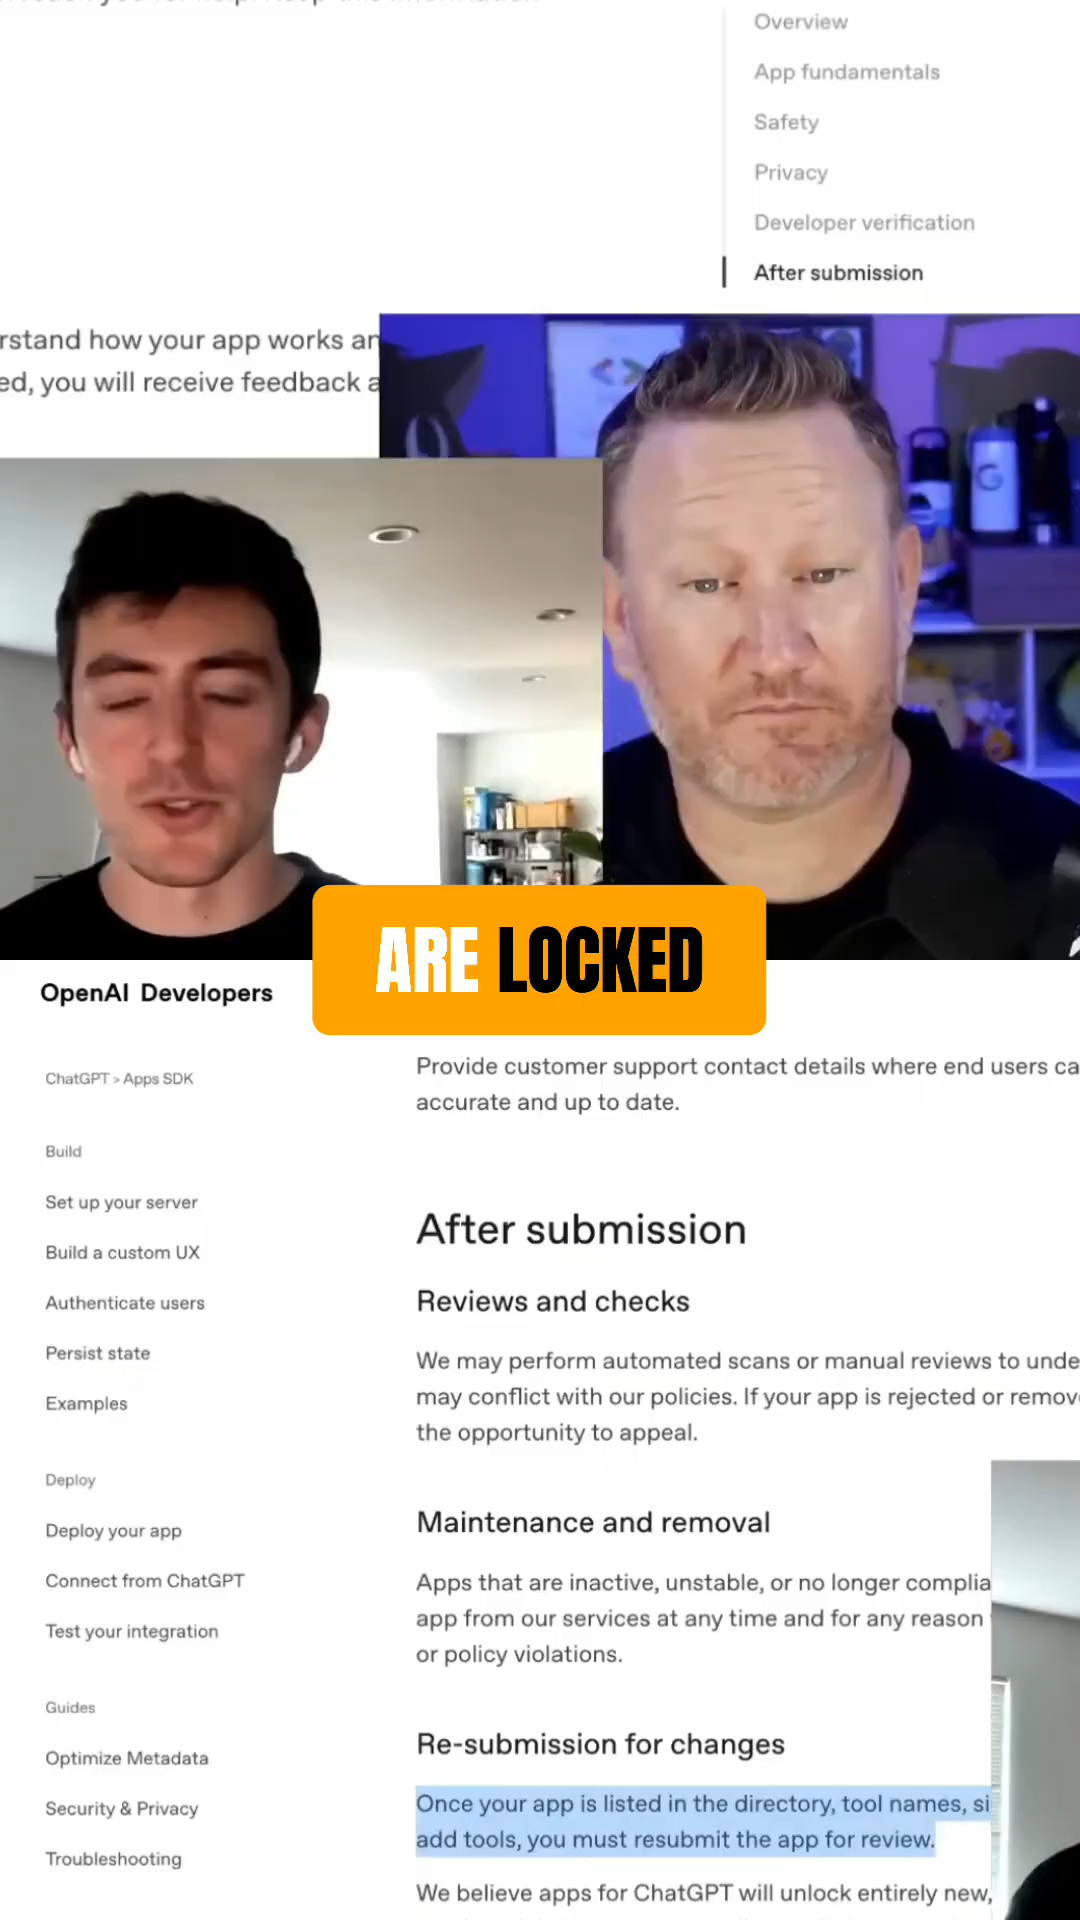 Overview
App fundamentals
Safety
Privacy
Developer verification
After submission
rstand how your app works an
ed, you will receive feedback a
G
ARE LOCKED
OpenAI Developers
ChatGPT > Apps SDK
Build
Set up your server
Build a custom UX
Authenticate users
Persist state
Examples
Deploy
Deploy your app
Connect from ChatGPT
Test your integration
Guides
Optimize Metadata
Security & Privacy
Troubleshooting
Provide customer support contact details where end users ca
accurate and up to date.
After submission
Reviews and checks
We may perform automated scans or manual reviews to unde
may conflict with our policies. If your app is rejected or remov
the opportunity to appeal.
Maintenance and removal
Apps that are inactive, unstable, or no longer complia
app from our services at any time and for any reason
or policy violations.
Re-submission for changes
Once your app is listed in the directory, tool names, si
add tools, you must resubmit the app for review.
We believe apps for ChatGPT will unlock entirely new,